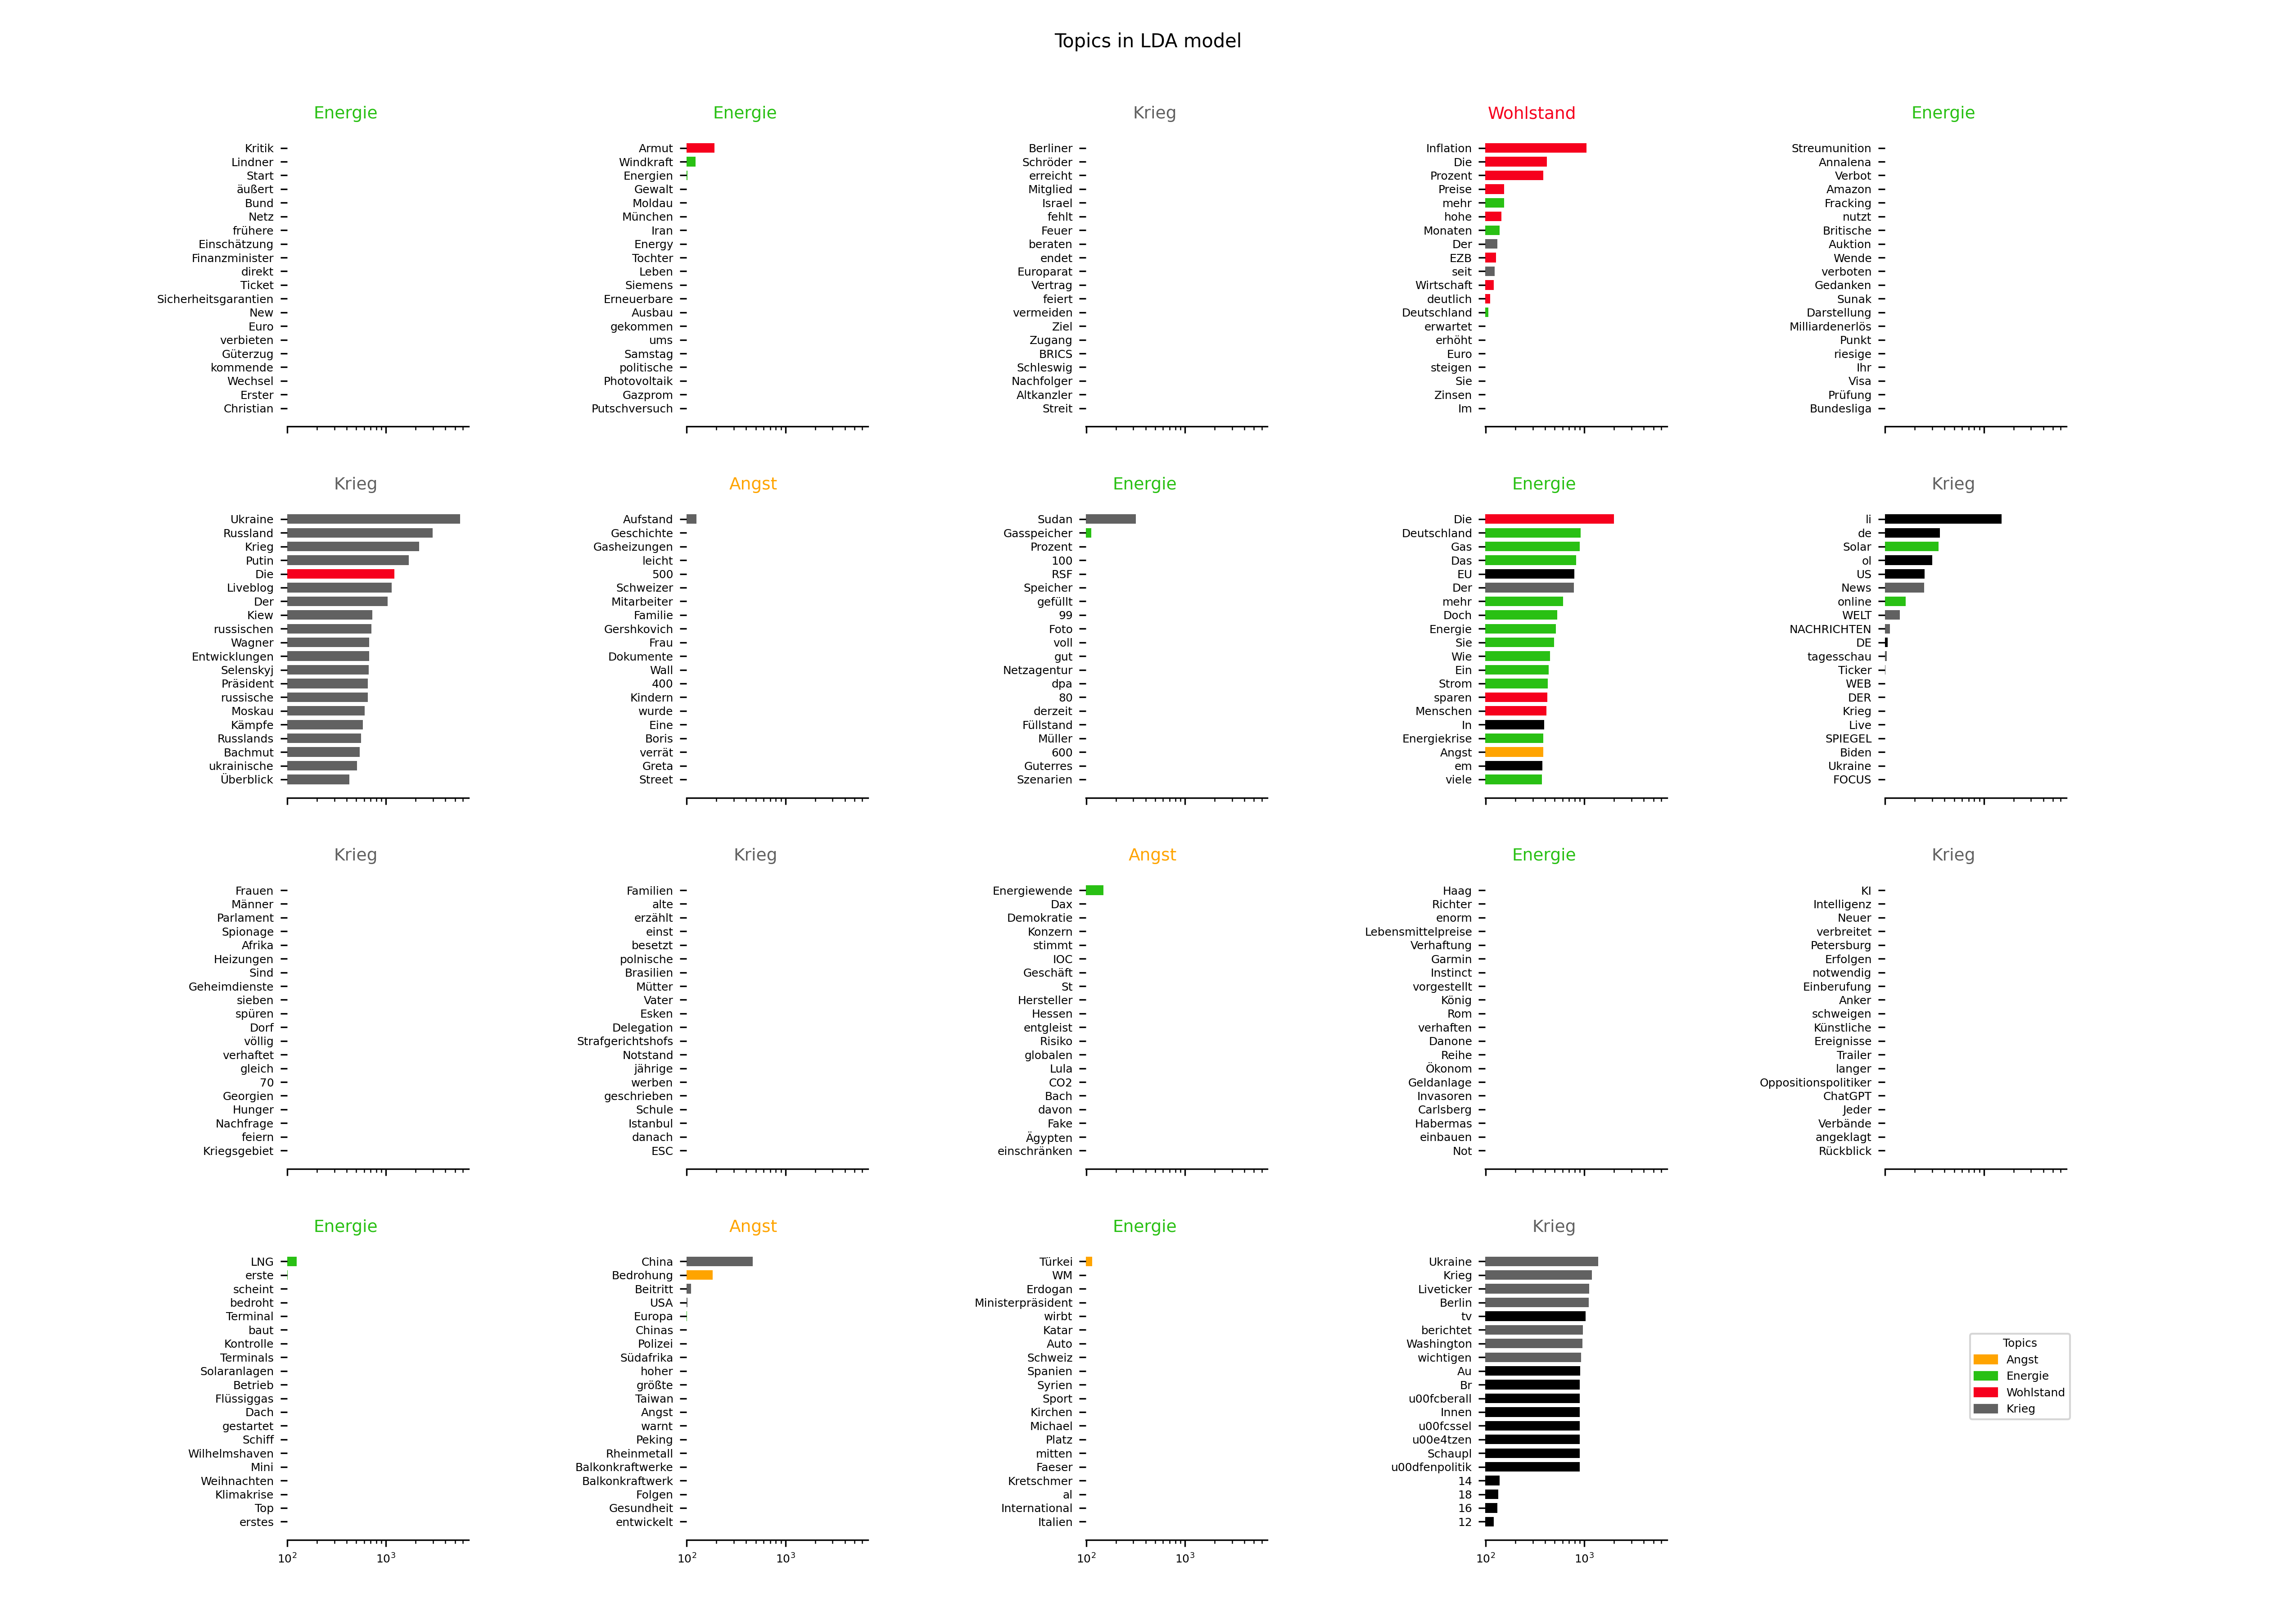 Topics in LDA model
Energie
Kritik
Lindner
Start
äußert
Bund
Netz
frühere
Einschätzung
Finanzminister
direkt
Ticket
Sicherheitsgarantien
New
Euro
verbieten
Güterzug
kommende
Wechsel
Erster
Christian
Energie
Armut
Windkraft
Energien
Gewalt
Moldau
München
Iran
Energy
Tochter
Leben
Siemens
Erneuerbare
Ausbau
gekommen
ums
Samstag
politische
Photovoltaik
Gazprom
Putschversuch
Krieg
Berliner
Schröder
erreicht
Mitglied
Israel
fehlt
Feuer
beraten
endet
Europarat
Vertrag
feiert
vermeiden
Ziel
Zugang
BRICS
Schleswig
Nachfolger
Altkanzler
Streit
Wohlstand
Inflation
Die
Prozent
Preise
mehr
hohe
Monaten
Der
EZB
seit
Wirtschaft
deutlich
Deutschland
erwartet
erhöht
Euro
steigen
Sie
Zinsen
Im
Energie
Streumunition
Annalena
Verbot
Amazon
Fracking
nutzt
Britische
Auktion
Wende
verboten
Gedanken
Sunak
Darstellung
Milliardenerlös
Punkt
riesige
Ihr
Visa
Prüfung
Bundesliga
Krieg
Ukraine
Russland
Krieg
Putin
Die
Liveblog
Der
Kiew
russischen
Wagner
Entwicklungen
Selenskyj
Präsident
russische
Moskau
Kämpfe
Russlands
Bachmut
ukrainische
Überblick
Angst
Aufstand
Geschichte
Gasheizungen
leicht
500
Schweizer
Mitarbeiter
Familie
Gershkovich
Frau
Dokumente
Wall
400
Kindern
wurde
Eine
Boris
verrät
Greta
Street
Energie
Sudan
Gasspeicher
Prozent
100
RSF
Speicher
gefüllt
99
Foto
voll
gut
Netzagentur
dpa
80
derzeit
Füllstand
Müller
600
Guterres
Szenarien
Energie
Die
Deutschland
Gas
Das
EU
Der
mehr
Doch
Energie
Sie
Wie
Ein
Strom
sparen
Menschen
In
Energiekrise
Angst
em
viele
Krieg
li
de
Solar
ol
US
News
online
WELT
NACHRICHTEN
DE
tagesschau
Ticker
WEB
DER
Krieg
Live
SPIEGEL
Biden
Ukraine
FOCUS
Krieg
Frauen
Männer
Parlament
Spionage
Afrika
Heizungen
Sind
Geheimdienste
sieben
spüren
Dorf
völlig
verhaftet
gleich
70
Georgien
Hunger
Nachfrage
feiern
Kriegsgebiet
Krieg
Familien
alte
erzählt
einst
besetzt
polnische
Brasilien
Mütter
Vater
Esken
Delegation
Strafgerichtshofs
Notstand
jährige
werben
geschrieben
Schule
Istanbul
danach
ESC
Angst
Energiewende
Dax
Demokratie
Konzern
stimmt
IOC
Geschäft
St
Hersteller
Hessen
entgleist
Risiko
globalen
Lula
CO2
Bach
davon
Fake
Ägypten
einschränken
Energie
Haag
Richter
enorm
Lebensmittelpreise
Verhaftung
Garmin
Instinct
vorgestellt
König
Rom
verhaften
Danone
Reihe
Ökonom
Geldanlage
Invasoren
Carlsberg
Habermas
einbauen
Not
Krieg
KI
Intelligenz
Neuer
verbreitet
Petersburg
Erfolgen
notwendig
Einberufung
Anker
schweigen
Künstliche
Ereignisse
Trailer
langer
Oppositionspolitiker
ChatGPT
Jeder
Verbände
angeklagt
Rückblick
Energie
LNG
erste
scheint
bedroht
Terminal
baut
Kontrolle
Terminals
Solaranlagen
Betrieb
Flüssiggas
Dach
gestartet
Schiff
Wilhelmshaven
Mini
Weihnachten
Klimakrise
Top
erstes
10²
10³
Angst
China
Bedrohung
Beitritt
USA
Europa
Chinas
Polizei
Südafrika
hoher
größte
Taiwan
Angst
warnt
Peking
Rheinmetall
Balkonkraftwerke
Balkonkraftwerk
Folgen
Gesundheit
entwickelt
10²
10³
Energie
Türkei
WM
Erdogan
Ministerpräsident
wirbt
Katar
Auto
Schweiz
Spanien
Syrien
Sport
Kirchen
Michael
Platz
mitten
Faeser
Kretschmer
al
International
Italien
10²
10³
Krieg
Ukraine
Krieg
Liveticker
Berlin
tv
berichtet
Washington
wichtigen
Au
Br
u00fcberall
Innen
u00fcssel
u00e4tzen
Schaupl
u00dfenpolitik
14
18
16
12
10²
10³
Topics
Angst
Energie
Wohlstand
Krieg